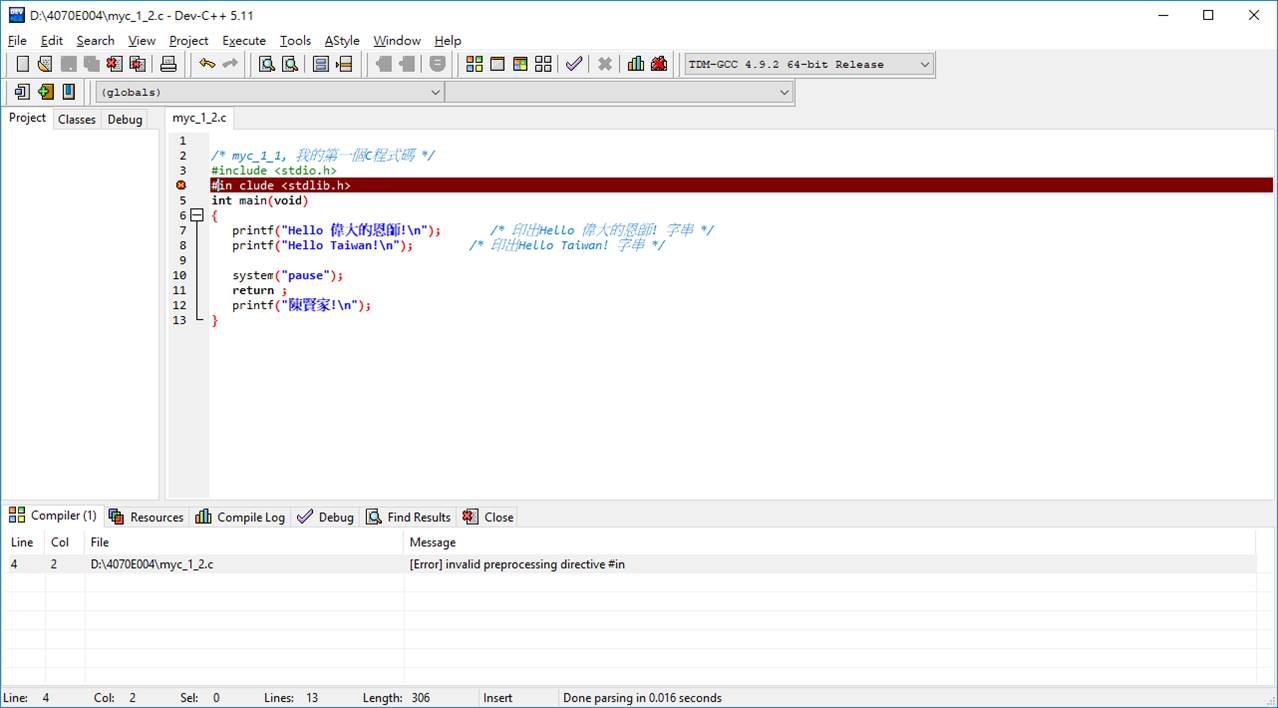 D:\4070E004\myc_1_2.c - Dev-C++ 5.11
File Edit Search View Project Execute Tools AStyle Window Help
TDM-GCC 4.9.2 64-bit Release
(globals)
Project Classes Debug
myc_1_2.c
1
2 /* myc_1_1, 我的第一個C程式碼 */
3 #include <stdio.h>
#in clude <stdlib.h>
5 int main(void)
6 {
7 printf("Hello 偉大的恩師!\n"); /* 印出Hello 偉大的恩師! 字串 */
8 printf("Hello Taiwan!\n"); /* 印出Hello Taiwan! 字串 */
9
10 system("pause");
11 return ;
12 printf("陳賢家!\n");
13 }
Compiler (1) Resources Compile Log Debug Find Results Close
Line Col File Message
4 2 D:\4070E004\myc_1_2.c [Error] invalid preprocessing directive #in
Line: 4 Col: 2 Sel: 0 Lines: 13 Length: 306 Insert Done parsing in 0.016 seconds